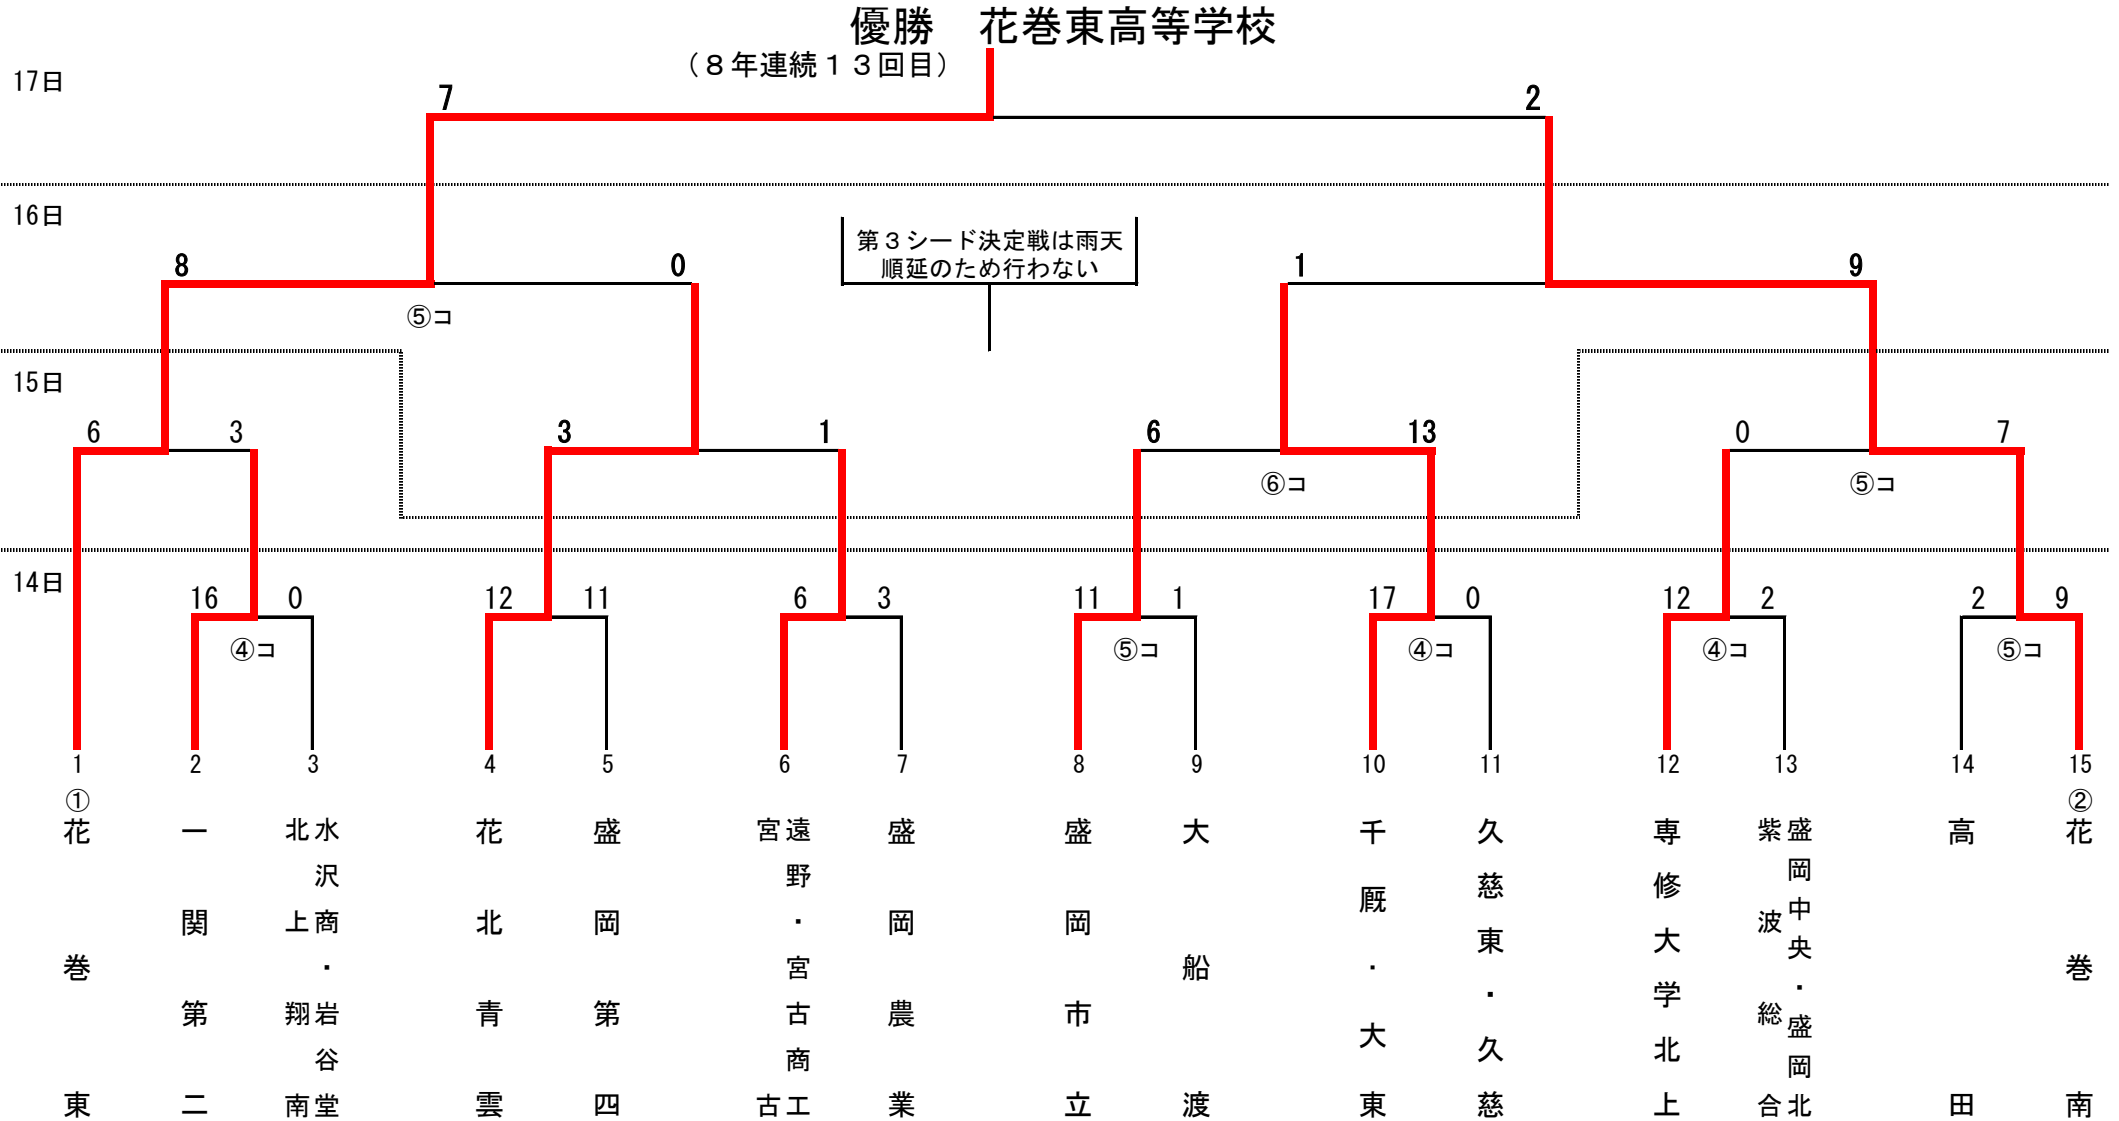 優勝　花巻東高等学校
（８年連続１３回目）
17日
7
2
16日
第３シード決定戦は雨天
順延のため行わない
8
0
1
9
⑤コ
15日
6
3
3
1
6
13
0
7
⑥コ
⑤コ
14日
16
0
12
11
6
3
11
1
17
0
12
2
2
9
④コ
⑤コ
④コ
④コ
⑤コ
1
2
3
4
5
6
7
8
9
10
11
12
13
14
15
①
②
花巻東
一関第二
水沢商・岩谷堂
北上翔南
花北青雲
盛岡第四
遠野・宮古商工
宮古
盛岡農業
盛岡市立
大船渡
千厩・大東
久慈東・久慈
専修大学北上
盛岡中央・盛岡北
紫波総合
高田
花巻南